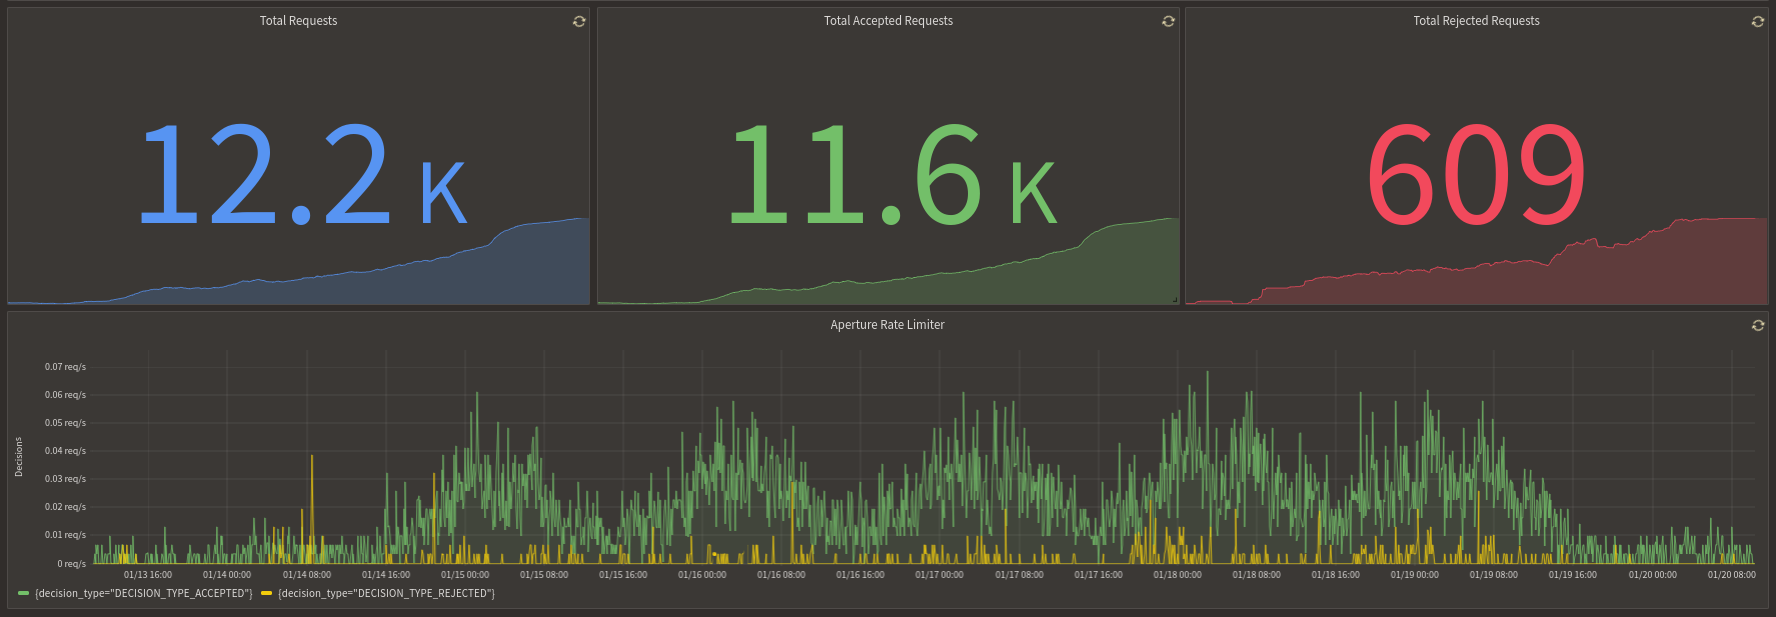 Total Requests
Total Accepted Requests
Total Rejected Requests
12.2 K
11.6 K
609
Aperture Rate Limiter
Decisions
0.07 req/s
0.06 req/s
0.05 req/s
0.04 req/s
0.03 req/s
0.02 req/s
0.01 req/s
0 req/s
01/13 16:00 01/14 00:00 01/14 08:00 01/14 16:00 01/15 00:00 01/15 08:00 01/15 16:00 01/16 00:00 01/16 08:00 01/16 16:00 01/17 00:00 01/17 08:00 01/17 16:00 01/18 00:00 01/18 08:00 01/18 16:00 01/19 00:00 01/19 08:00 01/19 16:00 01/20 00:00 01/20 08:00
{decision_type="DECISION_TYPE_ACCEPTED"} {decision_type="DECISION_TYPE_REJECTED"}